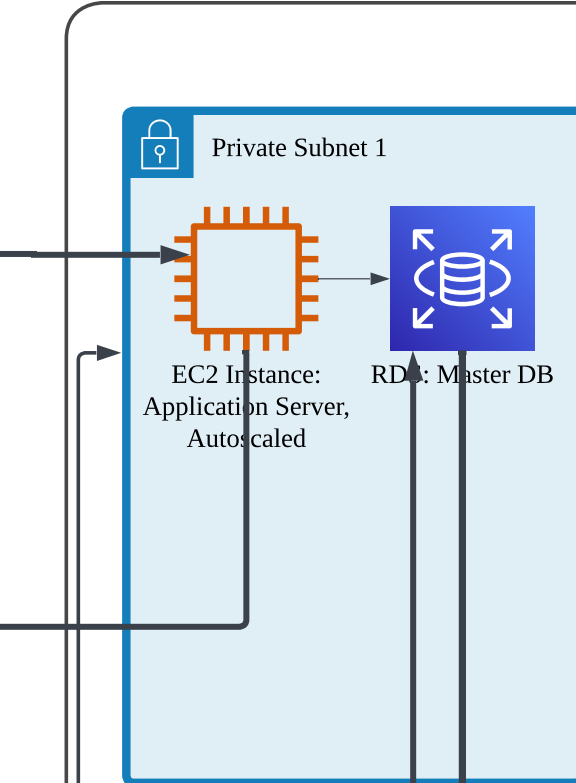 Private Subnet 1
EC2 Instance:
Application Server,
Autoscaled
RDS: Master DB